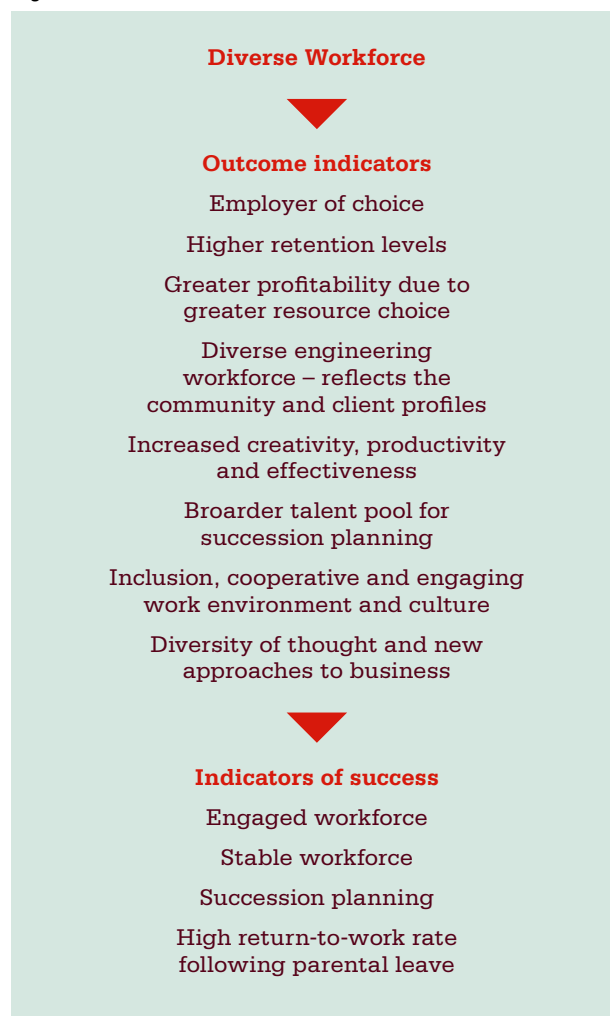 Diverse Workforce
Outcome indicators
Employer of choice
Higher retention levels
Greater profitability due to
greater resource choice
Diverse engineering
workforce – reflects the
community and client profiles
Increased creativity, productivity
and effectiveness
Broarder talent pool for
succession planning
Inclusion, cooperative and engaging
work environment and culture
Diversity of thought and new
approaches to business
Indicators of success
Engaged workforce
Stable workforce
Succession planning
High return-to-work rate
following parental leave